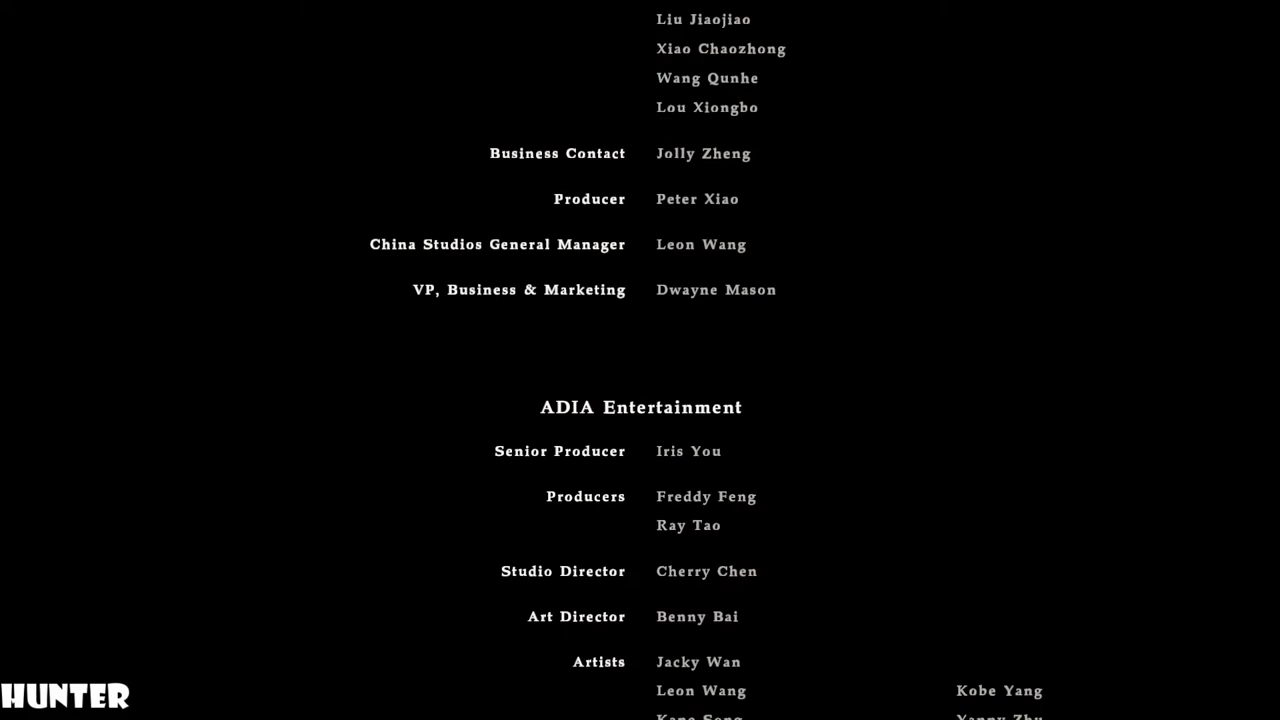 Liu Jiaojiao
Xiao Chaozhong
Wang Qunhe
Lou Xiongbo
Business Contact Jolly Zheng
Producer Peter Xiao
China Studios General Manager Leon Wang
VP, Business & Marketing Dwayne Mason
ADIA Entertainment
Senior Producer Iris You
Producers Freddy Feng
Ray Tao
Studio Director Cherry Chen
Art Director Benny Bai
Artists Jacky Wan
Leon Wang Kobe Yang
HUNTER